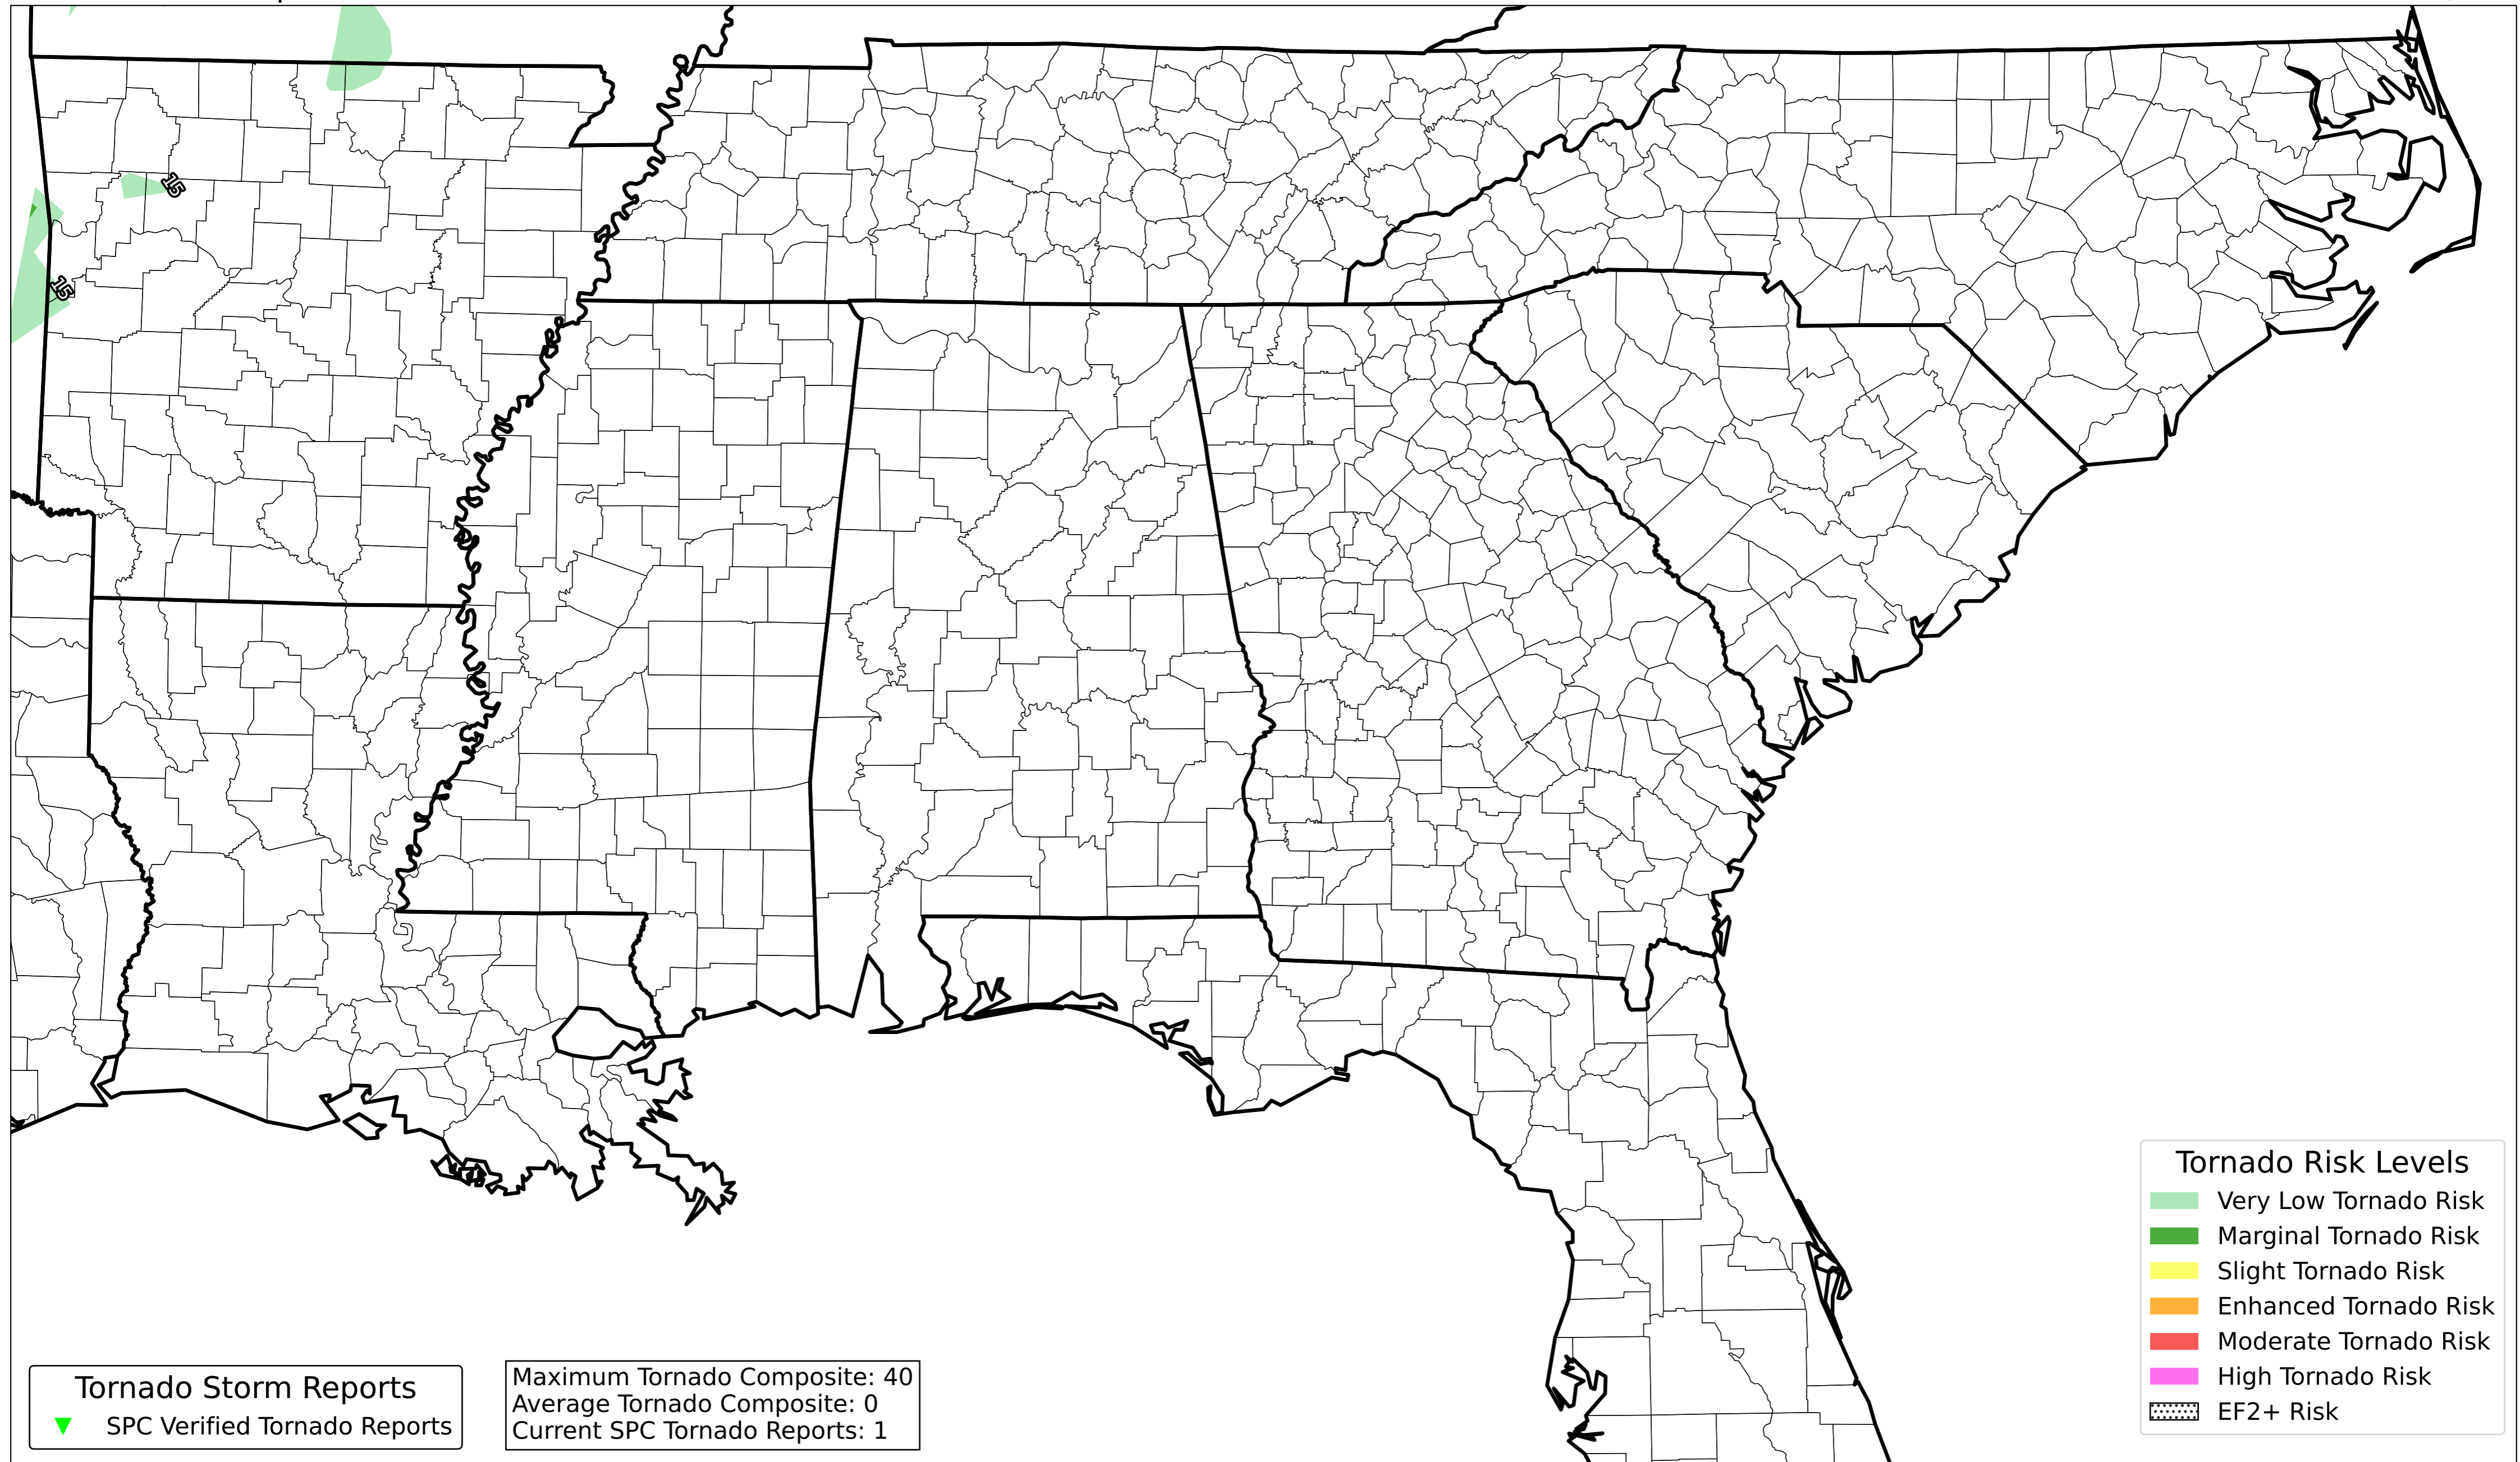 15
15
Tornado Risk Levels
Very Low Tornado Risk
Marginal Tornado Risk
Slight Tornado Risk
Enhanced Tornado Risk
Moderate Tornado Risk
High Tornado Risk
EF2+ Risk
Tornado Storm Reports
SPC Verified Tornado Reports
Maximum Tornado Composite: 40
Average Tornado Composite: 0
Current SPC Tornado Reports: 1